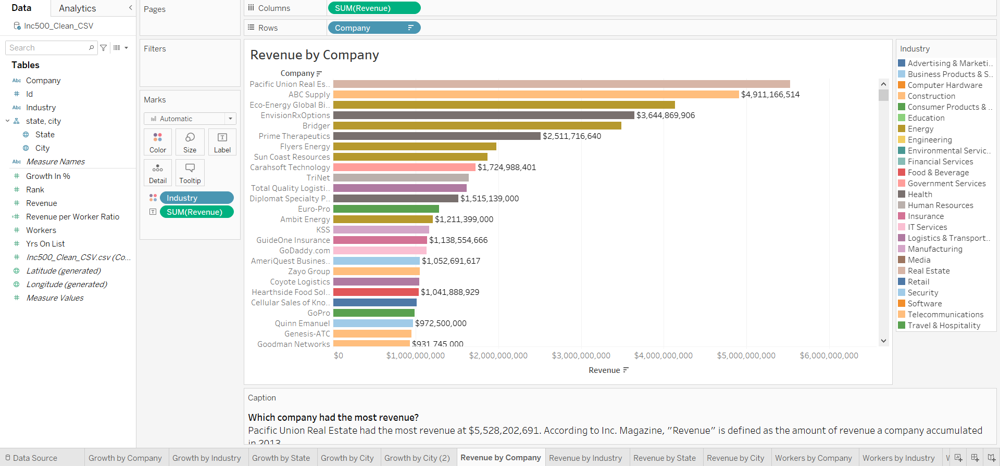 Data
Analytics
Inc500_Clean_CSV
Search
Tables
Abc Company
# Id
Abc Industry
state, city
State
City
Abc Measure Names
# Growth In %
# Rank
# Revenue
=# Revenue per Worker Ratio
# Workers
# Yrs On List
# Inc500_Clean_CSV.csv (Co...
Latitude (generated)
Longitude (generated)
# Measure Values
Pages
Filters
Marks
Automatic
Color
Size
T
Label
Detail
Tooltip
Industry
T SUM(Revenue)
Columns
SUM(Revenue)
Rows
Company
Revenue by Company
Company
Pacific Union Real Es..
ABC Supply $4,911,166,514
Eco-Energy Global Bi..
EnvisionRxOptions $3,644,869,906
Bridger
Prime Therapeutics $2,511,716,640
Flyers Energy
Sun Coast Resources
Carahsoft Technology $1,724,988,401
TriNet
Total Quality Logisti..
Diplomat Specialty P.. $1,515,139,000
Euro-Pro
Ambit Energy $1,211,399,000
KSS
GuideOne Insurance $1,138,554,666
GoDaddy.com
AmeriQuest Busines.. $1,052,691,617
Zayo Group
Coyote Logistics
Hearthside Food Sol.. $1,041,888,929
Cellular Sales of Kno..
GoPro
Quinn Emanuel $972,500,000
Genesis-ATC
Goodman Networks $931,745,000
$0 $1,000,000,000 $2,000,000,000 $3,000,000,000 $4,000,000,000 $5,000,000,000 $6,000,000,000
Revenue
Industry
Advertising & Marketi..
Business Products & S..
Computer Hardware
Construction
Consumer Products & ..
Education
Energy
Engineering
Environmental Servic..
Financial Services
Food & Beverage
Government Services
Health
Human Resources
Insurance
IT Services
Logistics & Transport..
Manufacturing
Media
Real Estate
Retail
Security
Software
Telecommunications
Travel & Hospitality
Caption
Which company had the most revenue?
Pacific Union Real Estate had the most revenue at $5,528,202,691. According to Inc. Magazine, "Revenue" is defined as the amount of revenue a company accumulated
in 2013
Data Source
Growth by Company
Growth by Industry
Growth by State
Growth by City
Growth by City (2)
Revenue by Company
Revenue by Industry
Revenue by State
Revenue by City
Workers by Company
Workers by Industry